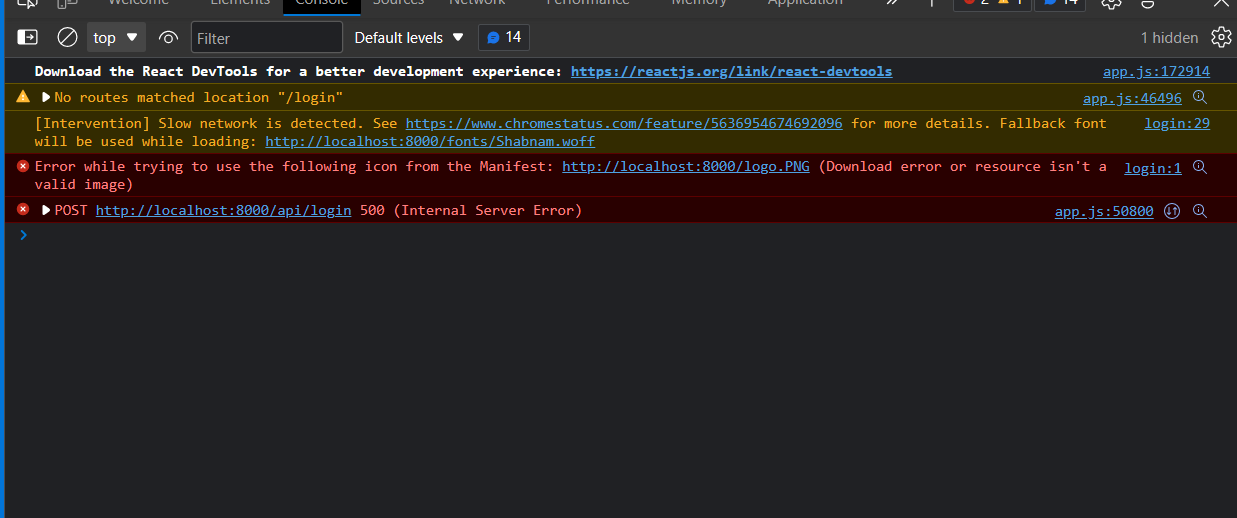 Welcome Elements Console Sources Network Performance Memory Application 2 1 14
top Filter Default levels 14 1 hidden
Download the React DevTools for a better development experience: https://reactjs.org/link/react-devtools app.js:172914
No routes matched location "/login" app.js:46496
[Intervention] Slow network is detected. See https://www.chromestatus.com/feature/5636954674692096 for more details. Fallback font login:29
will be used while loading: http://localhost:8000/fonts/Shabnam.woff
Error while trying to use the following icon from the Manifest: http://localhost:8000/logo.PNG (Download error or resource isn't a login:1
valid image)
POST http://localhost:8000/api/login 500 (Internal Server Error) app.js:50800